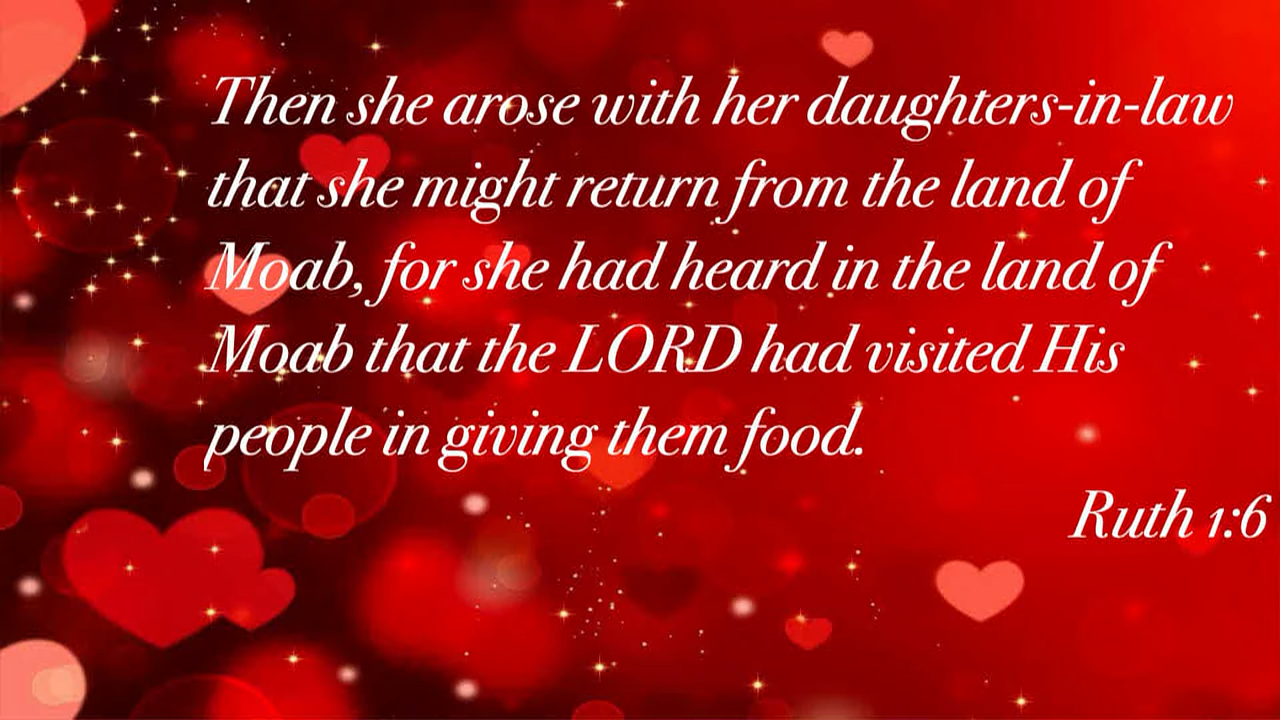 Then she arose with her daughters-in-law
that she might return from the land of
Moab, for she had heard in the land of
Moab that the LORD had visited His
people in giving them food.
Ruth 1:6